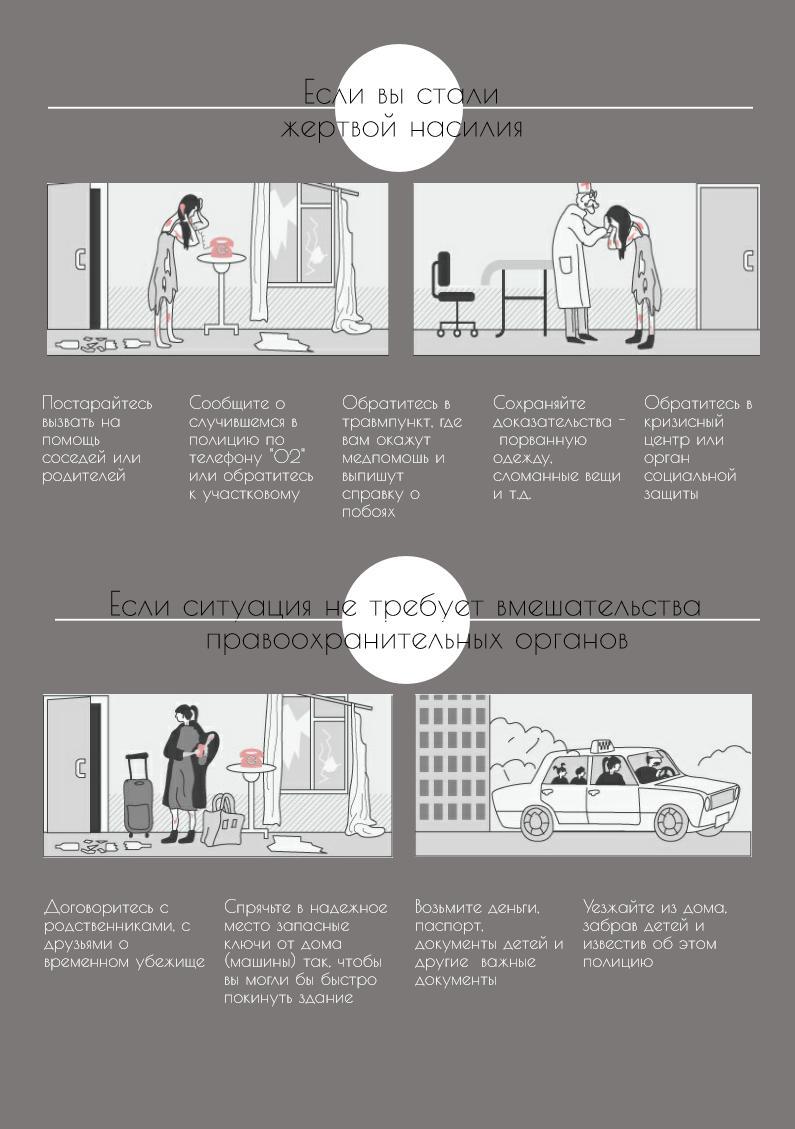 Если вы стали
жертвой насилия
Постарайтесь
вызвать на
помощь
соседей или
родителей
Сообщите о
случившемся в
полицию по
телефону "02"
или обратитесь
к участковому
Обратитесь в
травмпункт, где
вам окажут
медпомошь и
выпишут
справку о
побоях
Сохраняйте
доказательства -
порванную
одежду,
сломанные вещи
и т.д.
Обратитесь в
кризисный
центр или
орган
социальной
защиты
Если ситуация не требует вмешательства
правоохранительных органов
Договоритесь с
родственниками, с
друзьями о
временном убежище
Спрячьте в надежное
место запасные
ключи от дома
(машины) так, чтобы
вы могли бы быстро
покинуть здание
Возьмите деньги,
паспорт,
документы детей и
другие важные
документы
Уезжайте из дома,
забрав детей и
известив об этом
полицию